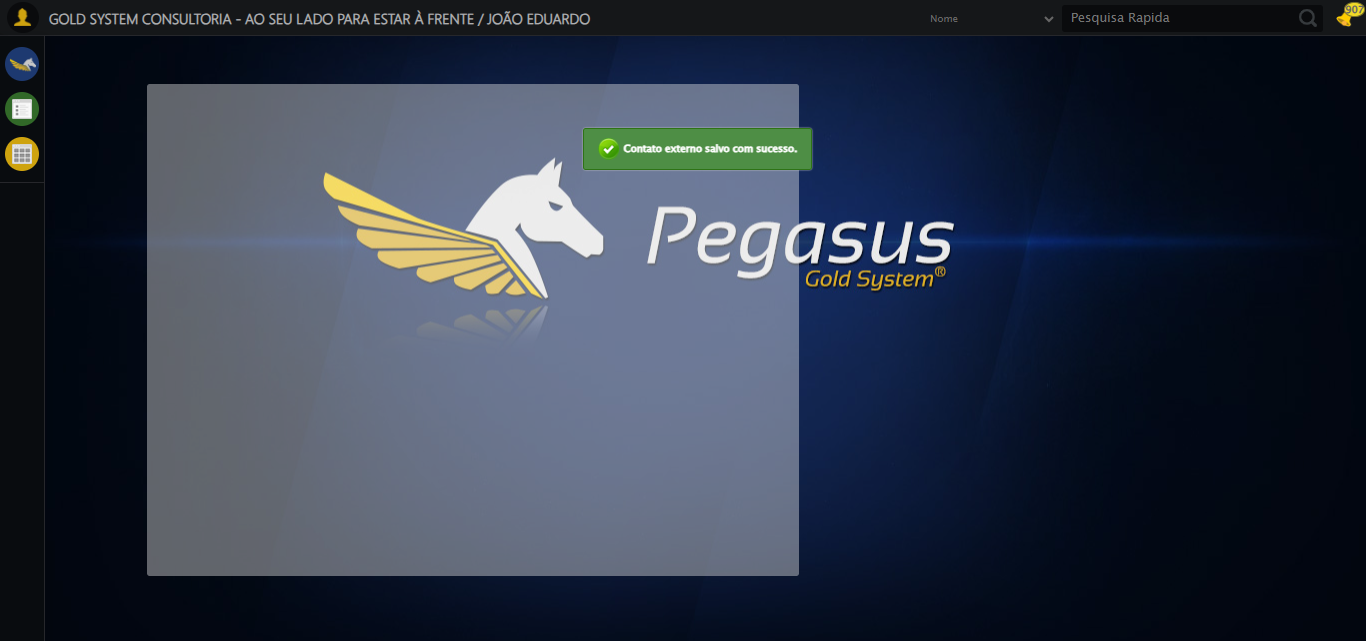 GOLD SYSTEM CONSULTORIA - AO SEU LADO PARA ESTAR À FRENTE / JOÃO EDUARDO
Nome
Pesquisa Rapida
907
Contato externo salvo com sucesso.
Pegasus
Gold System®